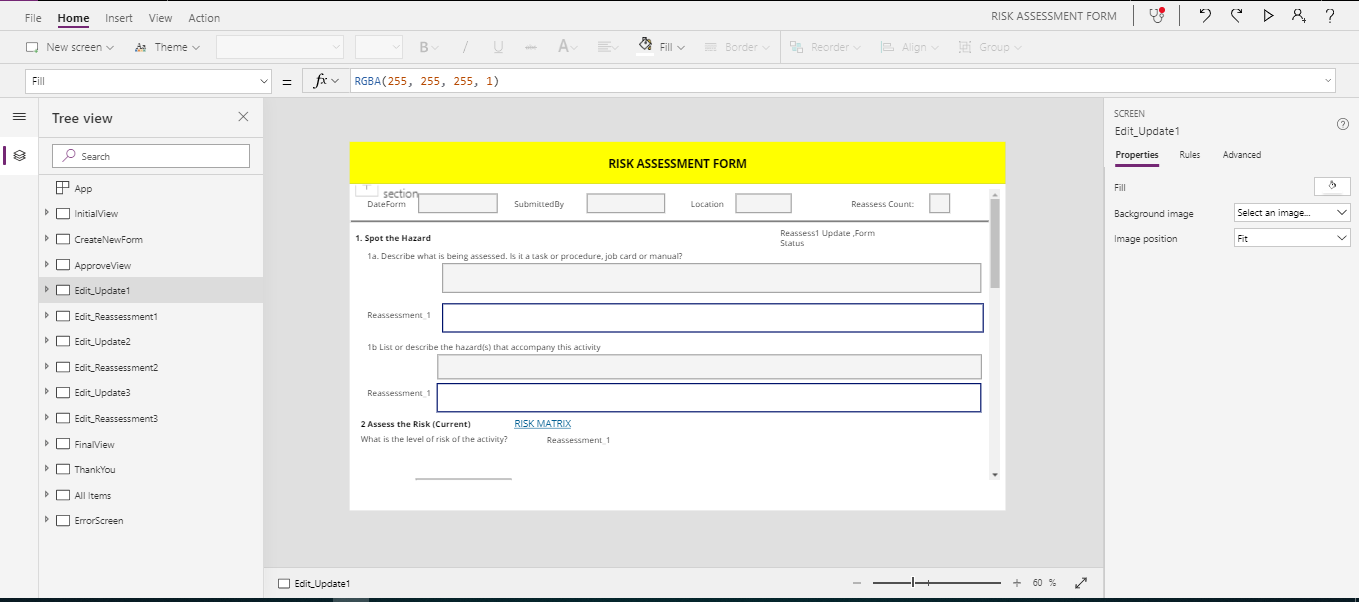 File Home Insert View Action RISK ASSESSMENT FORM ?
New screen Theme B / U abc A Fill Border Reorder Align Group
Fill = fx RGBA(255, 255, 255, 1)
Tree view
Search
App
InitialView
CreateNewForm
ApproveView
Edit_Update1
Edit_Reassessment1
Edit_Update2
Edit_Reassessment2
Edit_Update3
Edit_Reassessment3
FinalView
ThankYou
All Items
ErrorScreen
RISK ASSESSMENT FORM
section
DateForm SubmittedBy Location Reassess Count:
1. Spot the Hazard
Reassess1 Update ,Form
Status
1a. Describe what is being assessed. Is it a task or procedure, job card or manual?
Reassessment_1
1b List or describe the hazard(s) that accompany this activity
Reassessment_1
2 Assess the Risk (Current) RISK MATRIX
What is the level of risk of the activity? Reassessment_1
Edit_Update1 60 %
SCREEN
Edit_Update1
Properties Rules Advanced
Fill
Background image Select an image...
Image position Fit